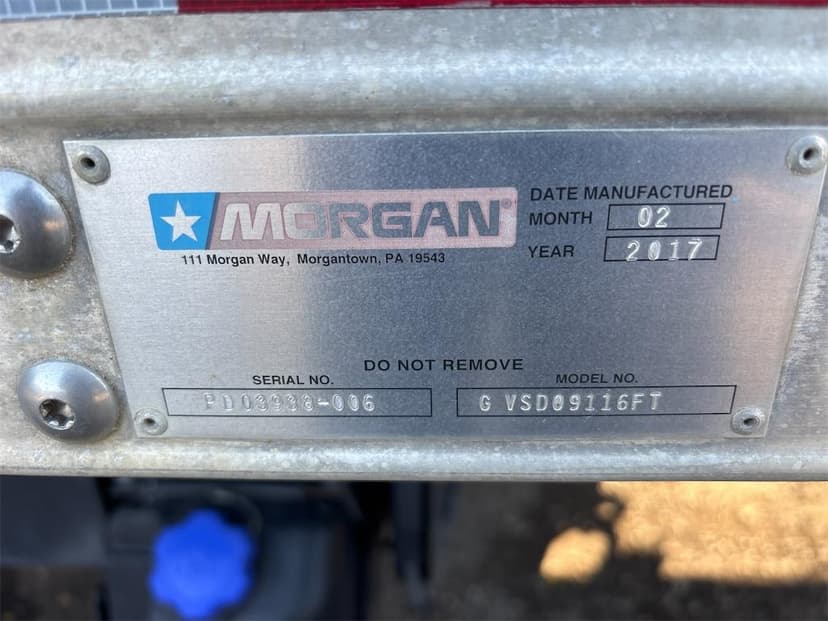 MORGAN®
111 Morgan Way, Morgantown, PA 19543
DATE MANUFACTURED
MONTH 02
YEAR 2017
DO NOT REMOVE
SERIAL NO.
PD03938-006
MODEL NO.
G VSD09116FT